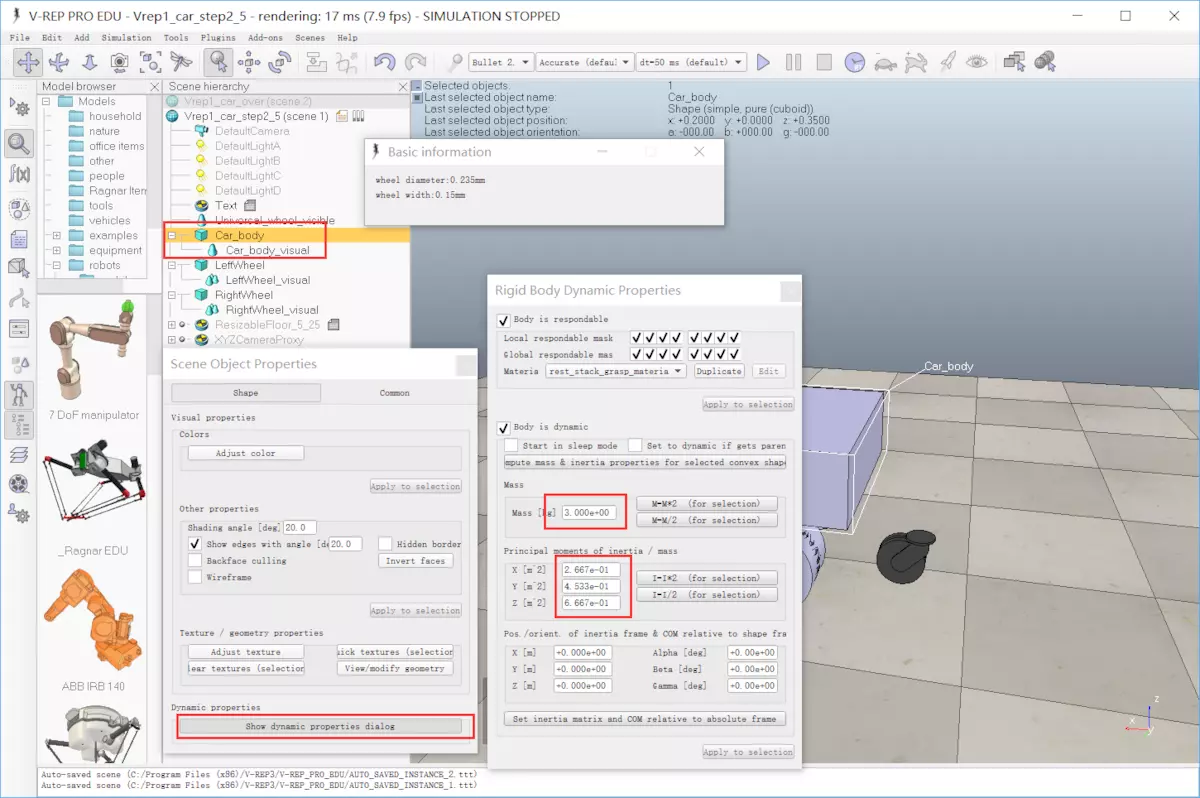 V-REP PRO EDU - Vrep1_car_step2_5 - rendering: 17 ms (7.9 fps) - SIMULATION STOPPED
File Edit Add Simulation Tools Plugins Add-ons Scenes Help
Bullet 2. Accurate (defau dt=50 ms (default)
Model browser
Models
household
nature
office items
other
people
Ragnar Iten
tools
vehicles
examples
equipment
robots
7 DoF manipulator
_Ragnar EDU
ABB IRB 140
Scene hierarchy
Vrep1_car_over (scene 2)
Vrep1_car_step2_5 (scene 1)
DefaultCamera
DefaultLightA
DefaultLightB
DefaultLightC
DefaultLightD
Text
Universal_wheel_visible
Car_body
Car_body_visual
LeftWheel
LeftWheel_visual
RightWheel
RightWheel_visual
ResizableFloor_5_25
XYZCameraProxy
Selected objects: 1
Last selected object name: Car_body
Last selected object type: Shape (simple, pure (cuboid))
Last selected object position: x: +0.2000 y: +0.0000 z: +0.3500
Last selected object orientation: a: -000.00 b: +000.00 g: -000.00
Basic information
wheel diameter:0.235mm
wheel width:0.15mm
Scene Object Properties
Shape Common
Visual properties
Colors
Adjust color
Apply to selection
Other properties
Shading angle [deg] 20.0
Show edges with angle [de 20.0 Hidden border
Backface culling Invert faces
Wireframe
Apply to selection
Texture / geometry properties
Adjust texture uick textures (selection
lear textures (selection View/modify geometry
Dynamic properties
Show dynamic properties dialog
Rigid Body Dynamic Properties
Body is respondable
Local respondable mask
Global respondable mas
Materia rest_stack_grasp_materia Duplicate Edit
Apply to selection
Body is dynamic
Start in sleep mode Set to dynamic if gets paren
mpute mass & inertia properties for selected convex shape
Mass
Mass [kg] 3.000e+00 M=M*2 (for selection)
M=M/2 (for selection)
Principal moments of inertia / mass
X [m^2] 2.667e-01 I=I*2 (for selection)
Y [m^2] 4.533e-01 I=I/2 (for selection)
Z [m^2] 6.667e-01
Pos./orient. of inertia frame & COM relative to shape fra
X [m] +0.000e+00 Alpha [deg] +0.00e+00
Y [m] +0.000e+00 Beta [deg] +0.00e+00
Z [m] +0.000e+00 Gamma [deg] +0.00e+00
Set inertia matrix and COM relative to absolute frame
Apply to selection
Car_body
z
x
y
Auto-saved scene (C:/Program Files (x86)/V-REP3/V-REP_PRO_EDU/AUTO_SAVED_INSTANCE_2.ttt)
Auto-saved scene (C:/Program Files (x86)/V-REP3/V-REP_PRO_EDU/AUTO_SAVED_INSTANCE_1.ttt)